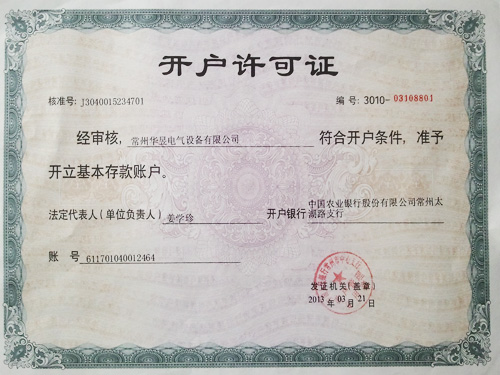 开户许可证
核准号: J3040015234701
编号: 3010-03108801
经审核, 常州华昱电气设备有限公司 符合开户条件, 准予
开立基本存款账户。
法定代表人(单位负责人) 姜学珍 开户银行 中国农业银行股份有限公司常州太
湖路支行
账号 611701040012464
发证机关(盖章)
2013年03月21日